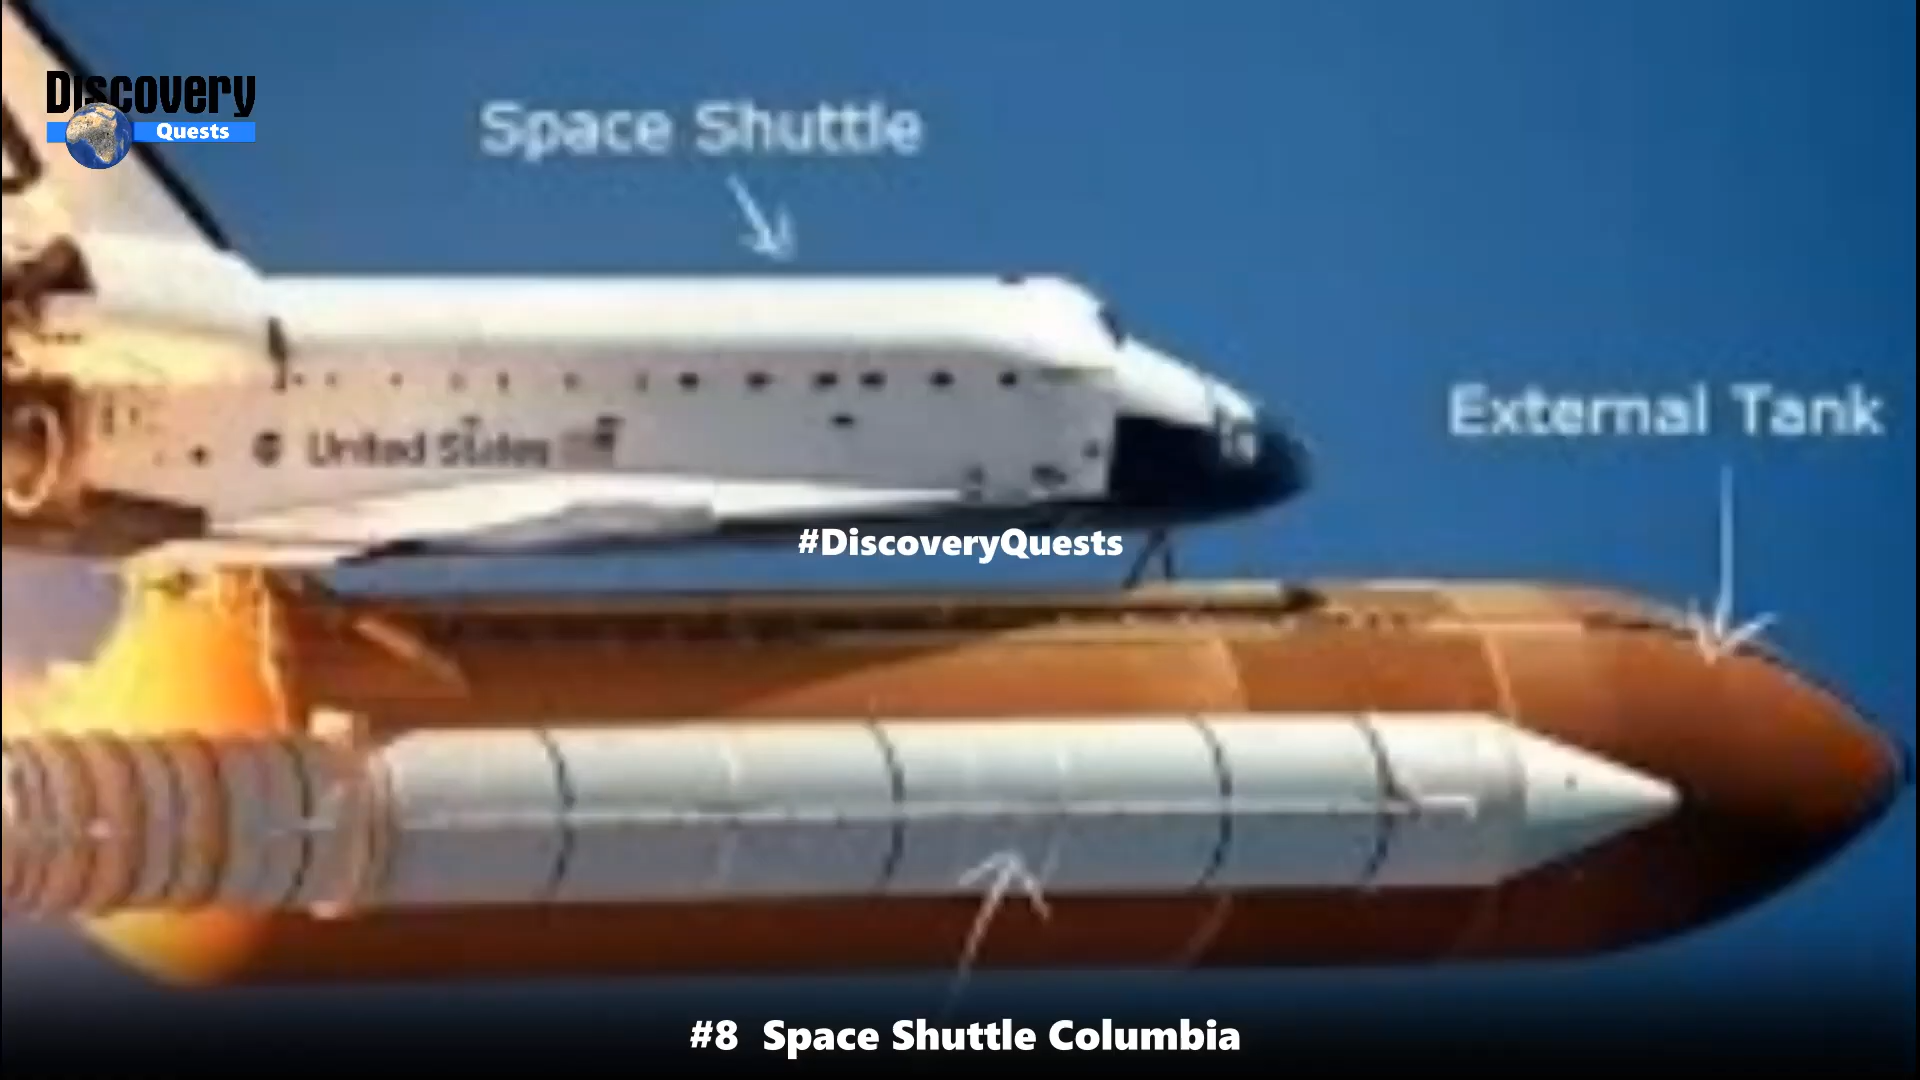 Discovery
Quests
Space Shuttle
External Tank
United States
#DiscoveryQuests
#8 Space Shuttle Columbia